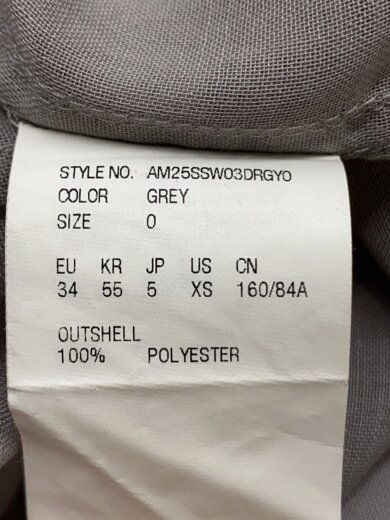 STYLE NO. AM25SSW03DRGY0
COLOR GREY
SIZE 0
EU KR JP US CN
34 55 5 XS 160/84A
OUTSHELL
100% POLYESTER